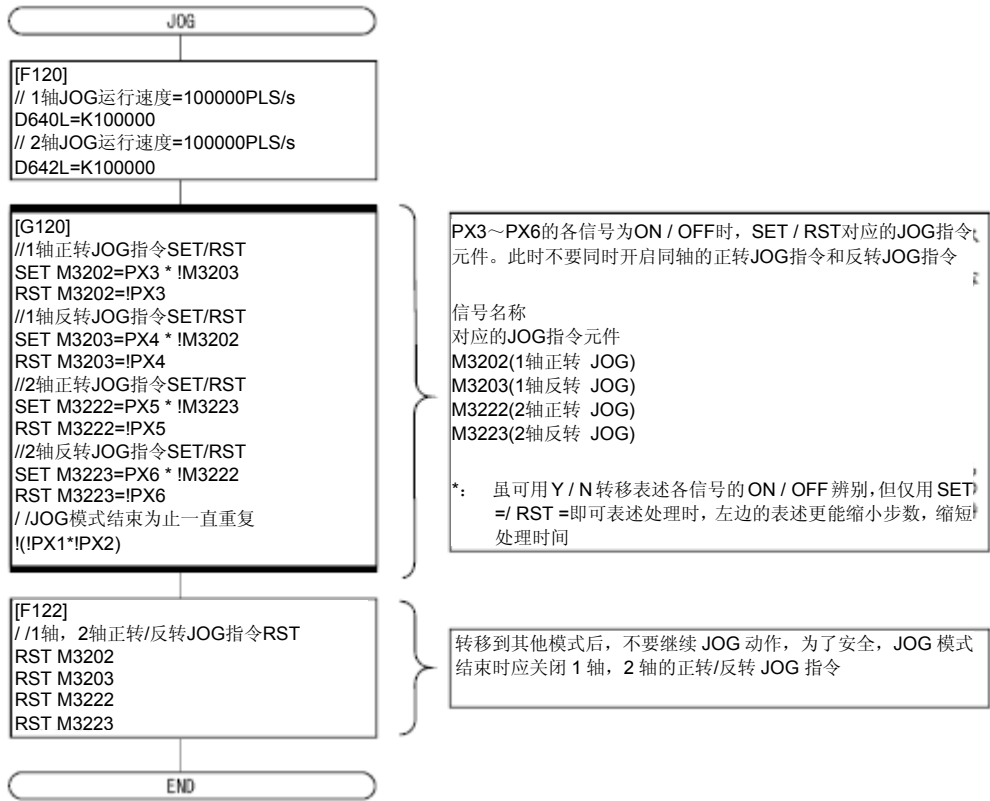 JOG
[F120]
// 1轴JOG运行速度=100000PLS/s
D640L=K100000
// 2轴JOG运行速度=100000PLS/s
D642L=K100000
[G120]
//1轴正转JOG指令SET/RST
SET M3202=PX3 * !M3203
RST M3202=!PX3
//1轴反转JOG指令SET/RST
SET M3203=PX4 * !M3202
RST M3203=!PX4
//2轴正转JOG指令SET/RST
SET M3222=PX5 * !M3223
RST M3222=!PX5
//2轴反转JOG指令SET/RST
SET M3223=PX6 * !M3222
RST M3223=!PX6
/ /JOG模式结束为止一直重复
!(!PX1*!PX2)
PX3～PX6的各信号为ON / OFF时，SET / RST对应的JOG指令
元件。此时不要同时开启同轴的正转JOG指令和反转JOG指令
信号名称
对应的JOG指令元件
M3202(1轴正转 JOG)
M3203(1轴反转 JOG)
M3222(2轴正转 JOG)
M3223(2轴反转 JOG)
*： 虽可用 Y / N 转移表述各信号的 ON / OFF 辨别，但仅用 SET
=/ RST =即可表述处理时，左边的表述更能缩小步数，缩短
处理时间
[F122]
/ /1轴，2轴正转/反转JOG指令RST
RST M3202
RST M3203
RST M3222
RST M3223
转移到其他模式后，不要继续 JOG 动作，为了安全，JOG 模式
结束时应关闭 1 轴，2 轴的正转/反转 JOG 指令
END